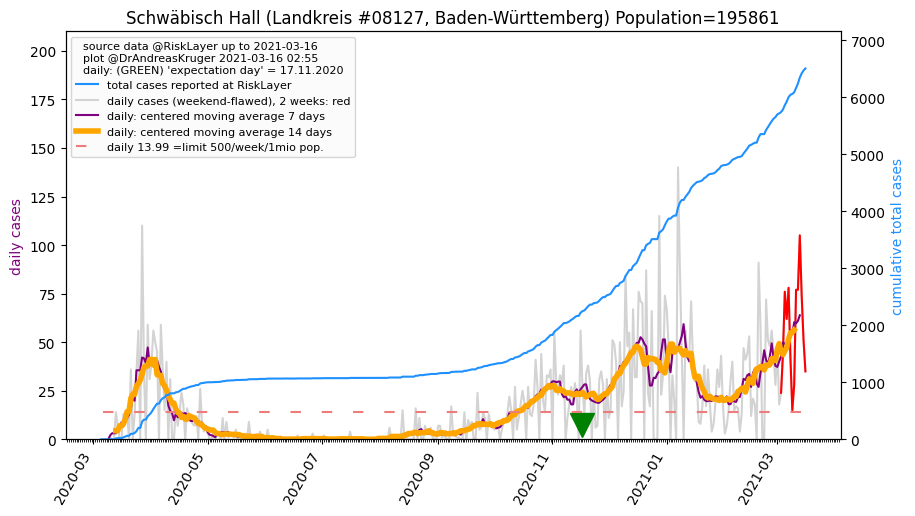 Schwäbisch Hall (Landkreis #08127, Baden-Württemberg) Population=195861
source data @RiskLayer up to 2021-03-16
plot @DrAndreasKruger 2021-03-16 02:55
daily: (GREEN) 'expectation day' = 17.11.2020
total cases reported at RiskLayer
daily cases (weekend-flawed), 2 weeks: red
daily: centered moving average 7 days
daily: centered moving average 14 days
daily 13.99 =limit 500/week/1mio pop.
daily cases
200
175
150
125
100
75
50
25
0
7000
6000
5000
4000
3000
2000
1000
0
cumulative total cases
2020-03
2020-05
2020-07
2020-09
2020-11
2021-01
2021-03